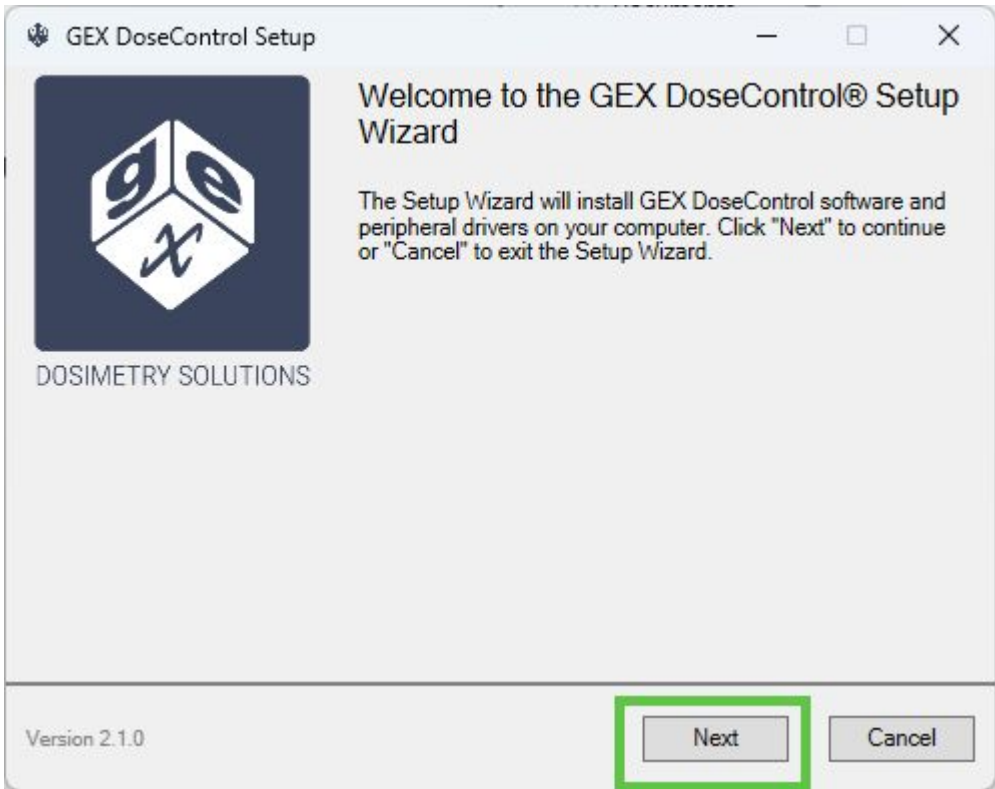 GEX DoseControl Setup
Welcome to the GEX DoseControl® Setup
Wizard
The Setup Wizard will install GEX DoseControl software and
peripheral drivers on your computer. Click "Next" to continue
or "Cancel" to exit the Setup Wizard.
g e
x
DOSIMETRY SOLUTIONS
Version 2.1.0
Next
Cancel